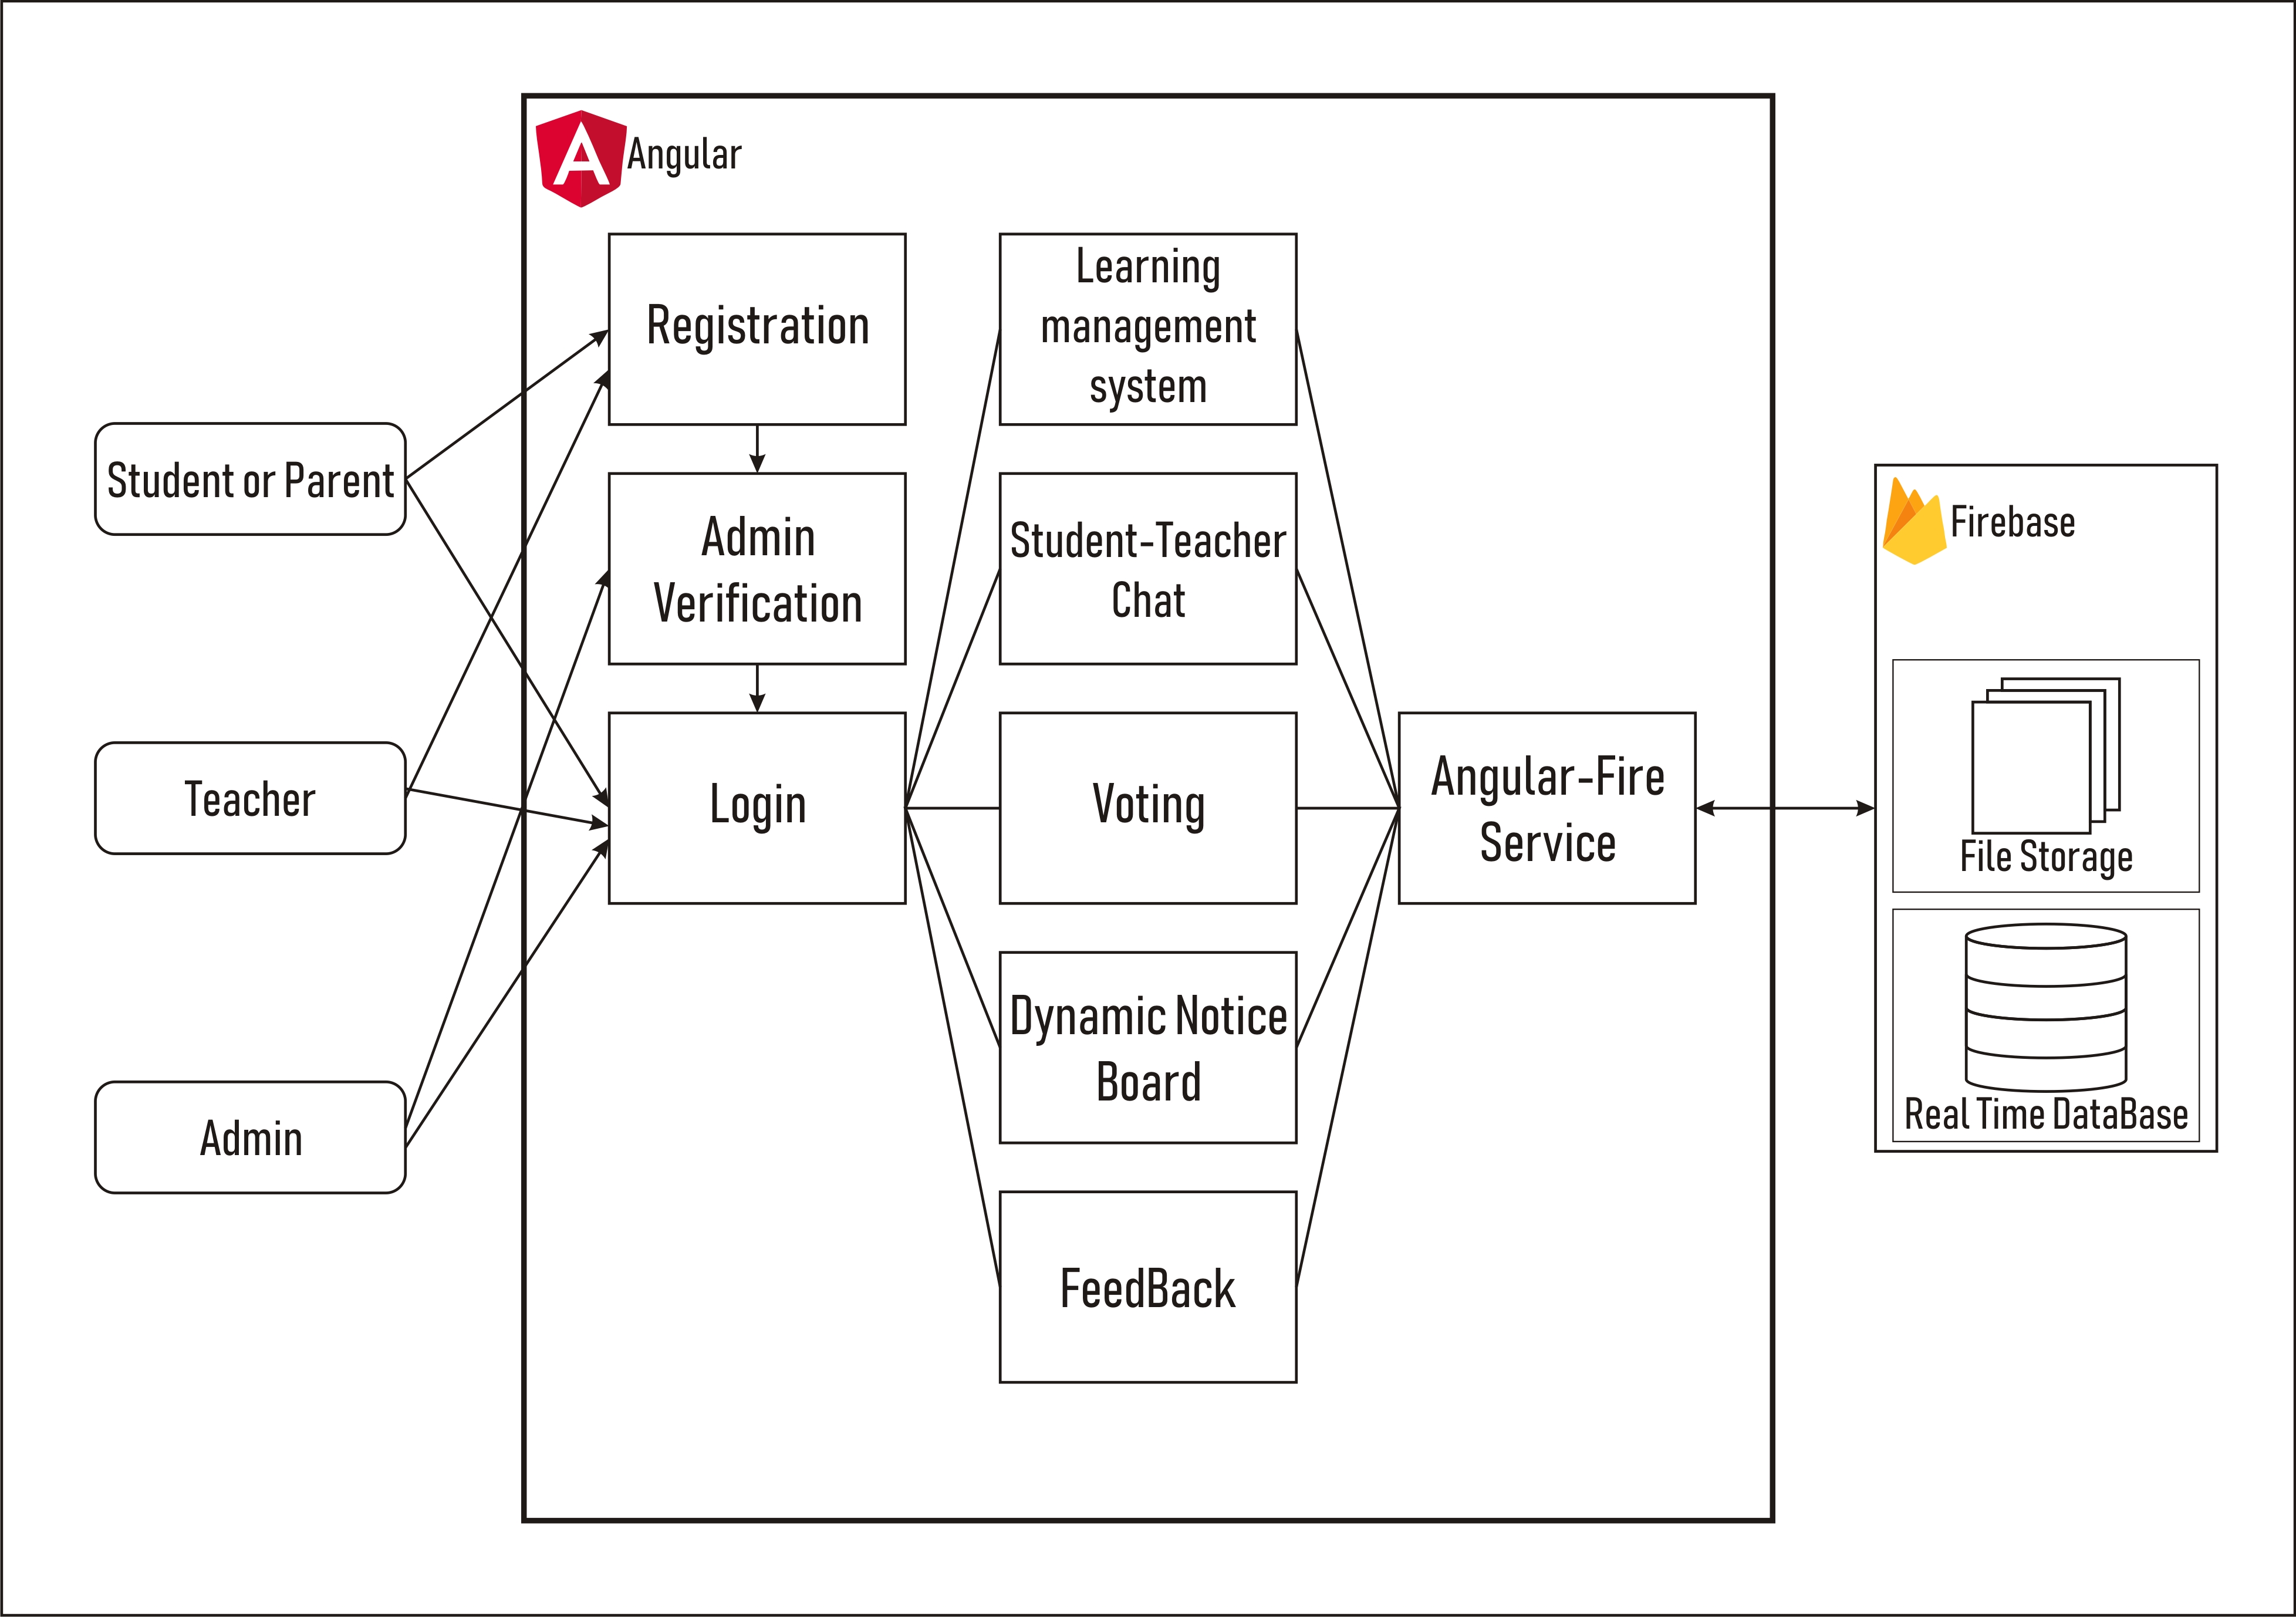 Angular
Registration
Learning
management
system
Student or Parent
Admin
Verification
Student-Teacher
Chat
Firebase
Teacher
Login
Voting
Angular-Fire
Service
File Storage
Admin
Dynamic Notice
Board
Real Time DataBase
FeedBack